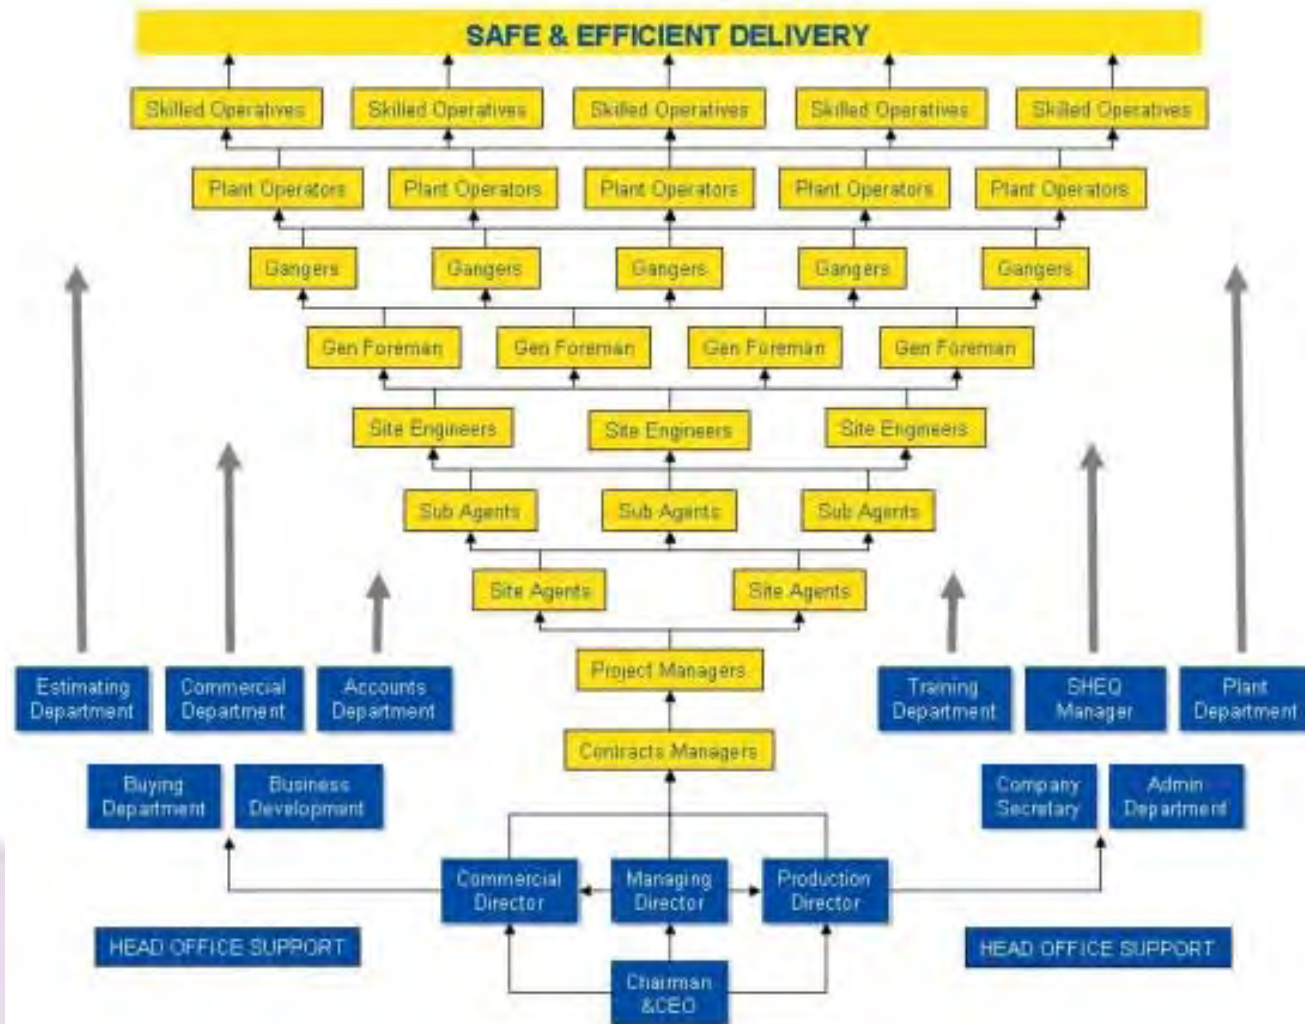 SAFE & EFFICIENT DELIVERY
Skilled Operatives
Skilled Operatives
Skilled Operatives
Skilled Operatives
Skilled Operatives
Plant Operators
Plant Operators
Plant Operators
Plant Operators
Plant Operators
Gangers
Gangers
Gangers
Gangers
Gangers
Gen Foreman
Gen Foreman
Gen Foreman
Gen Foreman
Site Engineers
Site Engineers
Site Engineers
Sub Agents
Sub Agents
Sub Agents
Site Agents
Site Agents
Project Managers
Estimating
Department
Commercial
Department
Accounts
Department
Training
Department
SHEQ
Manager
Plant
Department
Contracts Managers
Buying
Department
Business
Development
Company
Secretary
Admin
Department
Commercial
Director
Managing
Director
Production
Director
HEAD OFFICE SUPPORT
HEAD OFFICE SUPPORT
Chairman
&CEO